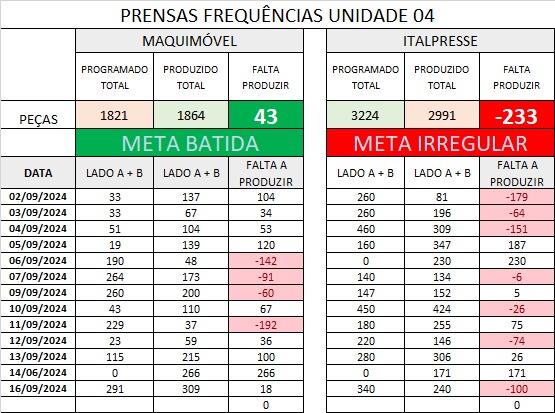 PRENSAS FREQUÊNCIAS UNIDADE 04
MAQUIMÓVEL ITALPRESSE
PROGRAMADO TOTAL PRODUZIDO TOTAL FALTA PRODUZIR PROGRAMADO TOTAL PRODUZIDO TOTAL FALTA PRODUZIR
PEÇAS 1821 1864 43 3224 2991 -233
META BATIDA META IRREGULAR
DATA LADO A + B LADO A + B FALTA A PRODUZIR LADO A + B LADO A + B FALTA A PRODUZIR
02/09/2024 33 137 104 260 81 -179
03/09/2024 33 67 34 260 196 -64
04/09/2024 51 104 53 460 309 -151
05/09/2024 19 139 120 160 347 187
06/09/2024 190 48 -142 0 230 230
07/09/2024 264 173 -91 140 134 -6
09/09/2024 260 200 -60 147 152 5
10/09/2024 43 110 67 450 424 -26
11/09/2024 229 37 -192 180 255 75
12/09/2024 23 59 36 220 146 -74
13/09/2024 115 215 100 280 306 26
14/06/2024 0 266 266 0 171 171
16/09/2024 291 309 18 340 240 -100
0 0